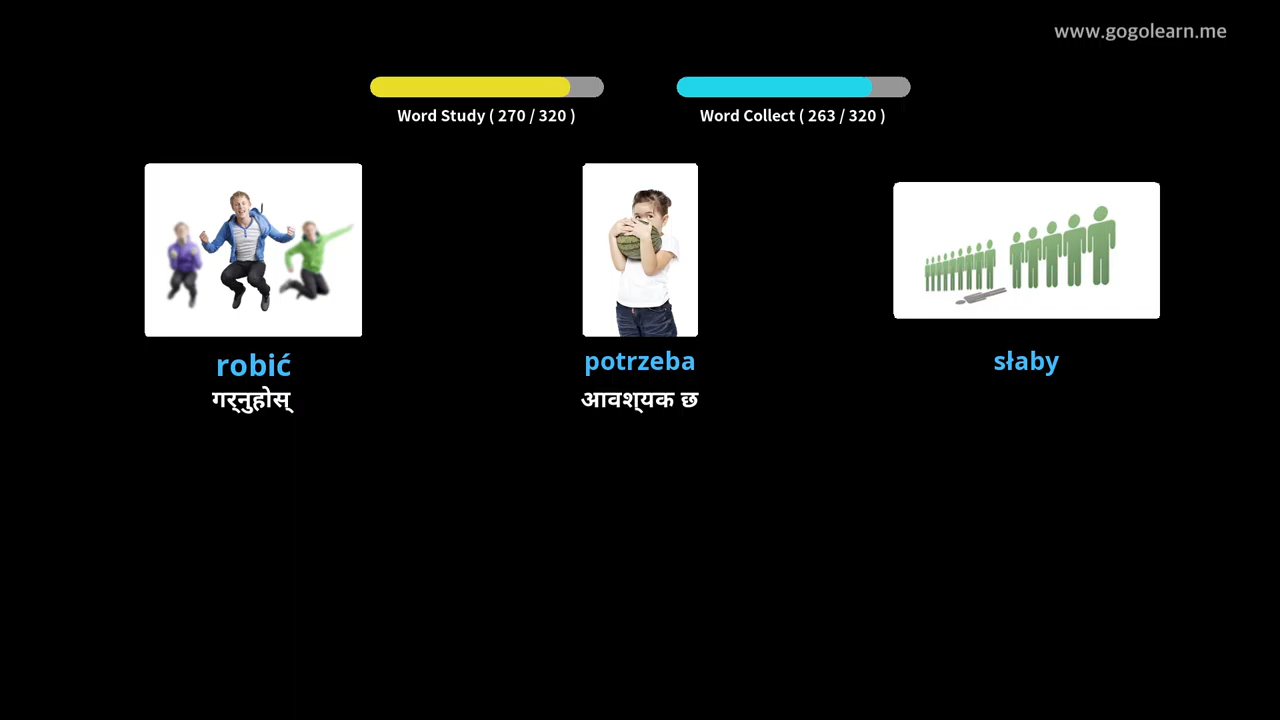 www.gogolearn.me
Word Study ( 270 / 320 )
Word Collect ( 263 / 320 )
robić
potrzeba
słaby
गर्‍नुहोस्
आवश्यक छ